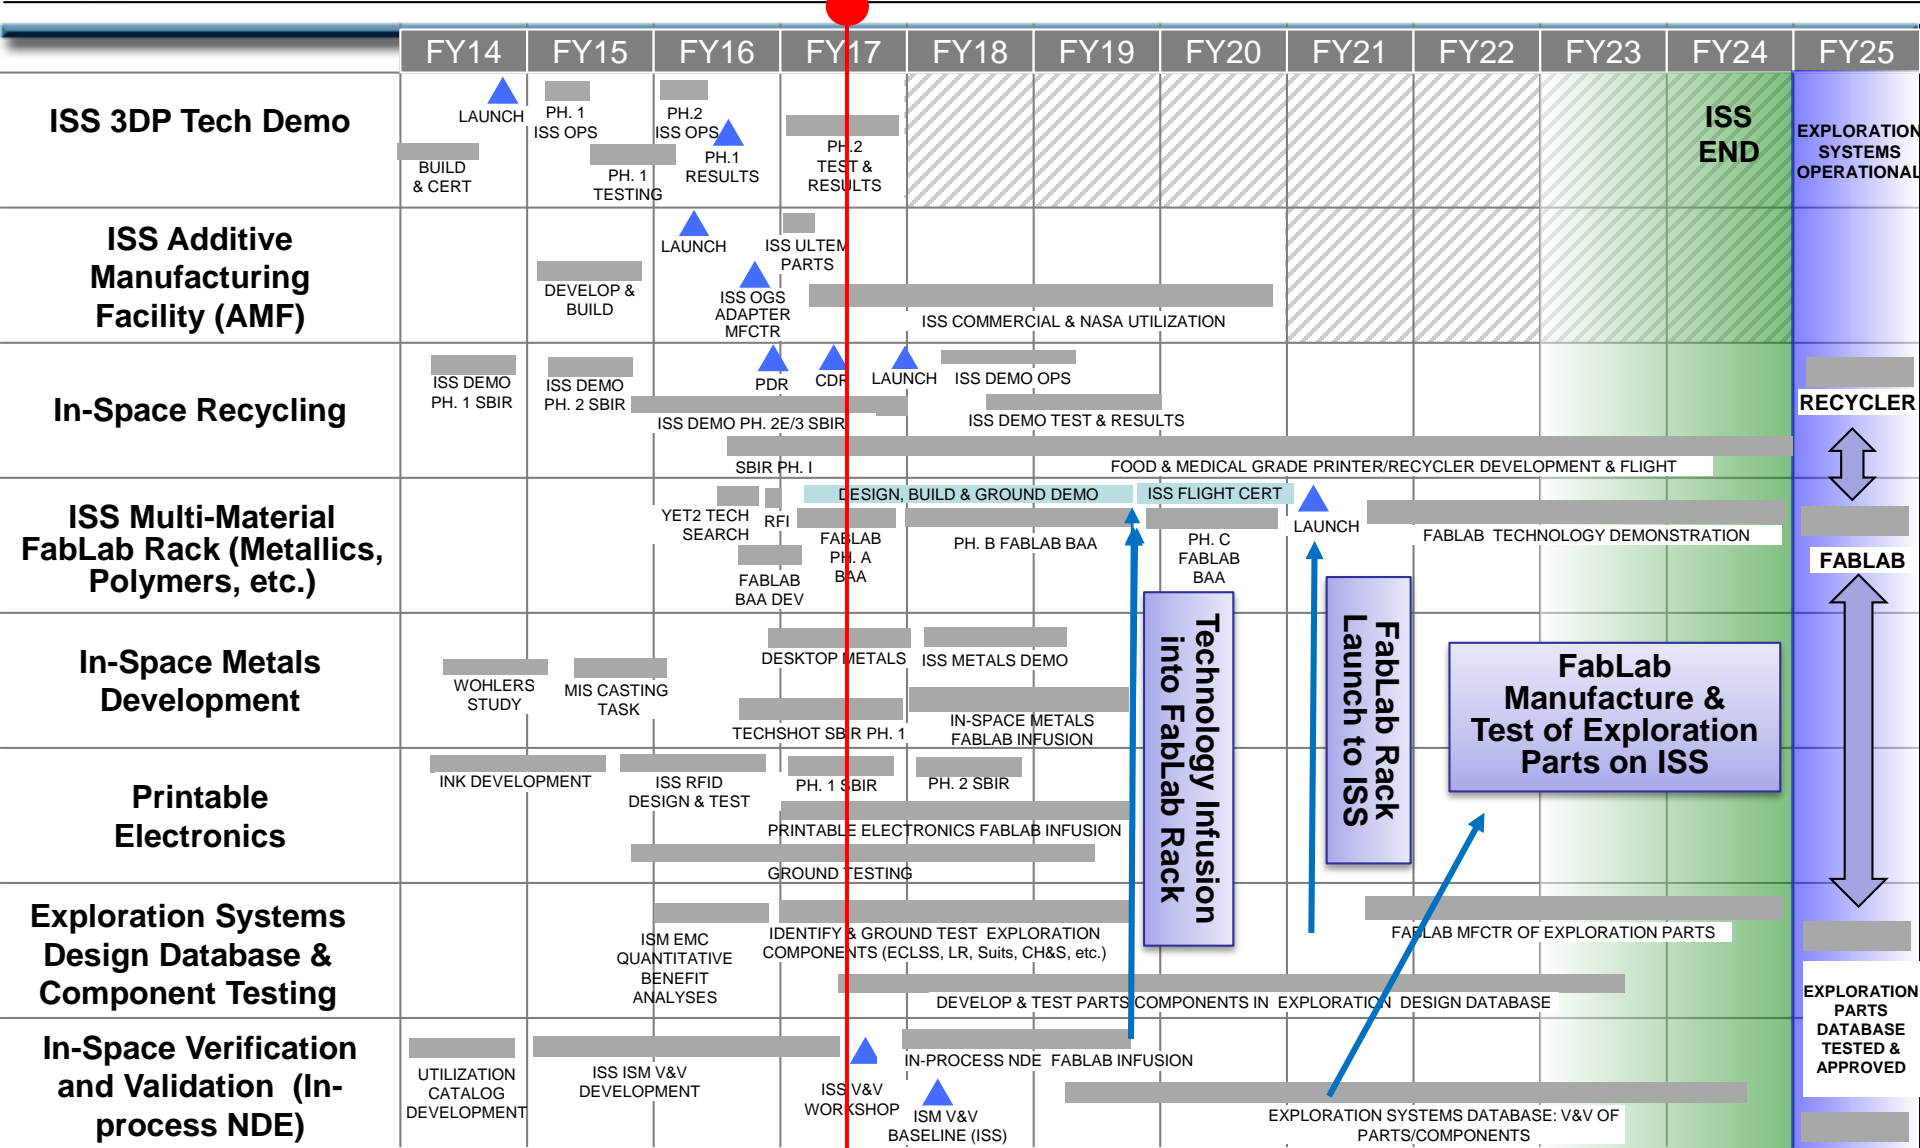 FY14 FY15 FY16 FY17 FY18 FY19 FY20 FY21 FY22 FY23 FY24 FY25
ISS 3DP Tech Demo
LAUNCH
BUILD
& CERT
PH. 1
ISS OPS
PH. 1
TESTING
PH.2
ISS OPS
PH.1
RESULTS
PH.2
TEST &
RESULTS
ISS
END
EXPLORATION
SYSTEMS
OPERATIONAL
ISS Additive
Manufacturing
Facility (AMF)
DEVELOP &
BUILD
LAUNCH
ISS OGS
ADAPTER
MFCTR
ISS ULTEM
PARTS
ISS COMMERCIAL & NASA UTILIZATION
In-Space Recycling
ISS DEMO
PH. 1 SBIR
ISS DEMO
PH. 2 SBIR
PDR
CDR
LAUNCH
ISS DEMO OPS
ISS DEMO PH. 2E/3 SBIR
ISS DEMO TEST & RESULTS
SBIR PH. I
FOOD & MEDICAL GRADE PRINTER/RECYCLER DEVELOPMENT & FLIGHT
RECYCLER
ISS Multi-Material
FabLab Rack (Metallics,
Polymers, etc.)
YET2 TECH
SEARCH
RFI
FABLAB
BAA DEV
DESIGN, BUILD & GROUND DEMO
ISS FLIGHT CERT
FABLAB
PH. A
BAA
PH. B FABLAB BAA
PH. C
FABLAB
BAA
LAUNCH
FABLAB TECHNOLOGY DEMONSTRATION
FABLAB
In-Space Metals
Development
WOHLERS
STUDY
MIS CASTING
TASK
DESKTOP METALS
ISS METALS DEMO
TECHSHOT SBIR PH. 1
IN-SPACE METALS
FABLAB INFUSION
Technology Infusion
into FabLab Rack
FabLab Rack
Launch to ISS
FabLab
Manufacture &
Test of Exploration
Parts on ISS
Printable
Electronics
INK DEVELOPMENT
ISS RFID
DESIGN & TEST
PH. 1 SBIR
PH. 2 SBIR
PRINTABLE ELECTRONICS FABLAB INFUSION
GROUND TESTING
Exploration Systems
Design Database &
Component Testing
ISM EMC
QUANTITATIVE
BENEFIT
ANALYSES
IDENTIFY & GROUND TEST EXPLORATION
COMPONENTS (ECLSS, LR, Suits, CH&S, etc.)
FABLAB MFCTR OF EXPLORATION PARTS
DEVELOP & TEST PARTS/COMPONENTS IN EXPLORATION DESIGN DATABASE
EXPLORATION
PARTS
DATABASE
TESTED &
APPROVED
In-Space Verification
and Validation (In-
process NDE)
UTILIZATION
CATALOG
DEVELOPMENT
ISS ISM V&V
DEVELOPMENT
ISS V&V
WORKSHOP
IN-PROCESS NDE FABLAB INFUSION
ISM V&V
BASELINE (ISS)
EXPLORATION SYSTEMS DATABASE: V&V OF
PARTS/COMPONENTS